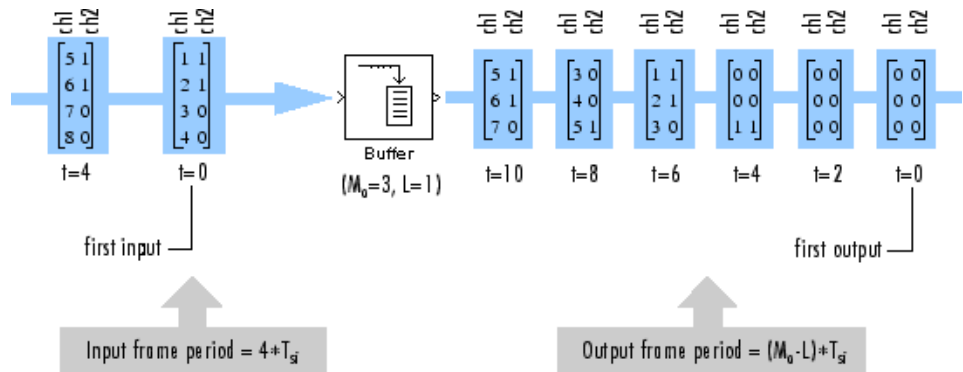 ch1 ch2 ch1 ch2 ch1 ch2 ch1 ch2 ch1 ch2 ch1 ch2 ch1 ch2 ch1 ch2
5 1 1 1 5 1 3 0 1 1 0 0 0 0 0 0
6 1 2 1 6 1 4 0 2 1 0 0 0 0 0 0
7 0 3 0 7 0 5 1 3 0 1 1 0 0 0 0
8 0 4 0
Buffer
t=4 t=0 (Mo=3, L=1) t=10 t=8 t=6 t=4 t=2 t=0
first input first output
Input frame period = 4*Tsi Output frame period = (Mo-L)*Tsi